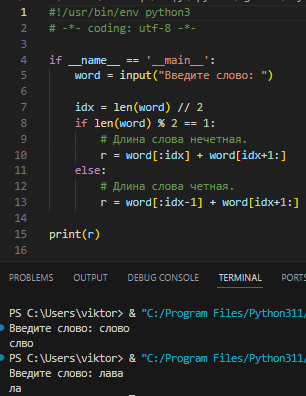 1 #!/usr/bin/env python3
2 # -*- coding: utf-8 -*-
3
4 if __name__ == '__main__':
5 word = input("Введите слово: ")
6
7 idx = len(word) // 2
8 if len(word) % 2 == 1:
9 # Длина слова нечетная.
10 r = word[:idx] + word[idx+1:]
11 else:
12 # Длина слова четная.
13 r = word[:idx-1] + word[idx+1:]
14
15 print(r)
16
PROBLEMS OUTPUT DEBUG CONSOLE TERMINAL PORTS
PS C:\Users\viktor> & "C:/Program Files/Python311/
Введите слово: слово
слво
PS C:\Users\viktor> & "C:/Program Files/Python311/
Введите слово: лава
ла